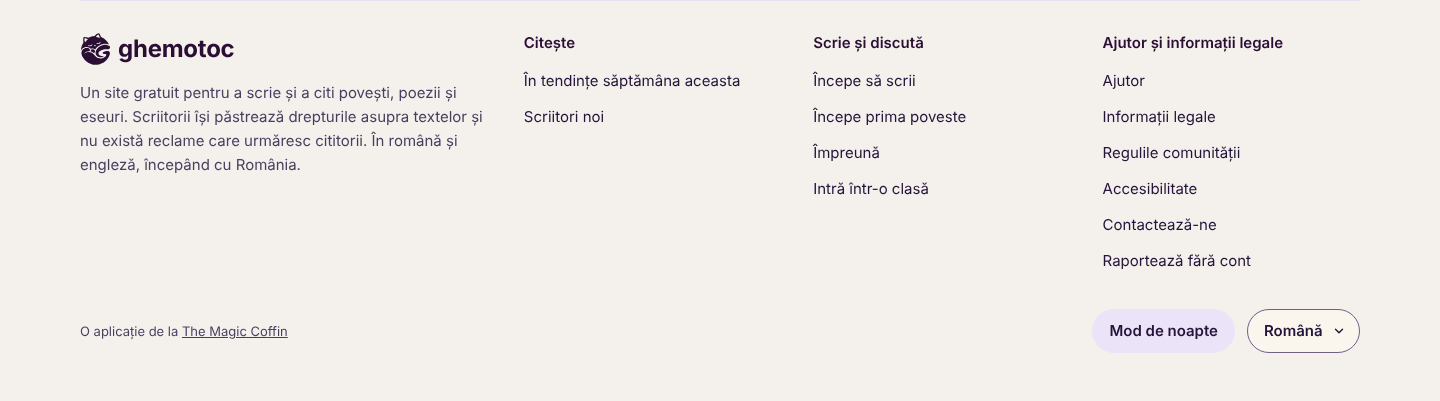 ghemotoc
Un site gratuit pentru a scrie și a citi povești, poezii și
eseuri. Scriitorii își păstrează drepturile asupra textelor și
nu există reclame care urmăresc cititorii. În română și
engleză, începând cu România.
Citește
În tendințe săptămâna aceasta
Scriitori noi
Scrie și discută
Începe să scrii
Începe prima poveste
Împreună
Intră într-o clasă
Ajutor și informații legale
Ajutor
Informații legale
Regulile comunității
Accesibilitate
Contactează-ne
Raportează fără cont
O aplicație de la The Magic Coffin
Mod de noapte
Română